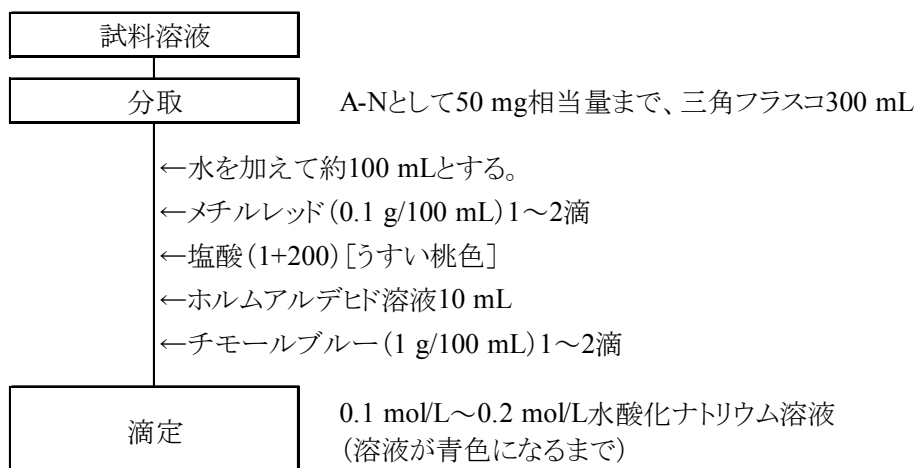 試料溶液
分取
A-Nとして50 mg相当量まで、三角フラスコ300 mL
←水を加えて約100 mLとする。
←メチルレッド(0.1 g/100 mL)1～2滴
←塩酸(1+200)[うすい桃色]
←ホルムアルデヒド溶液10 mL
←チモールブルー(1 g/100 mL)1～2滴
滴定
0.1 mol/L～0.2 mol/L水酸化ナトリウム溶液
(溶液が青色になるまで)